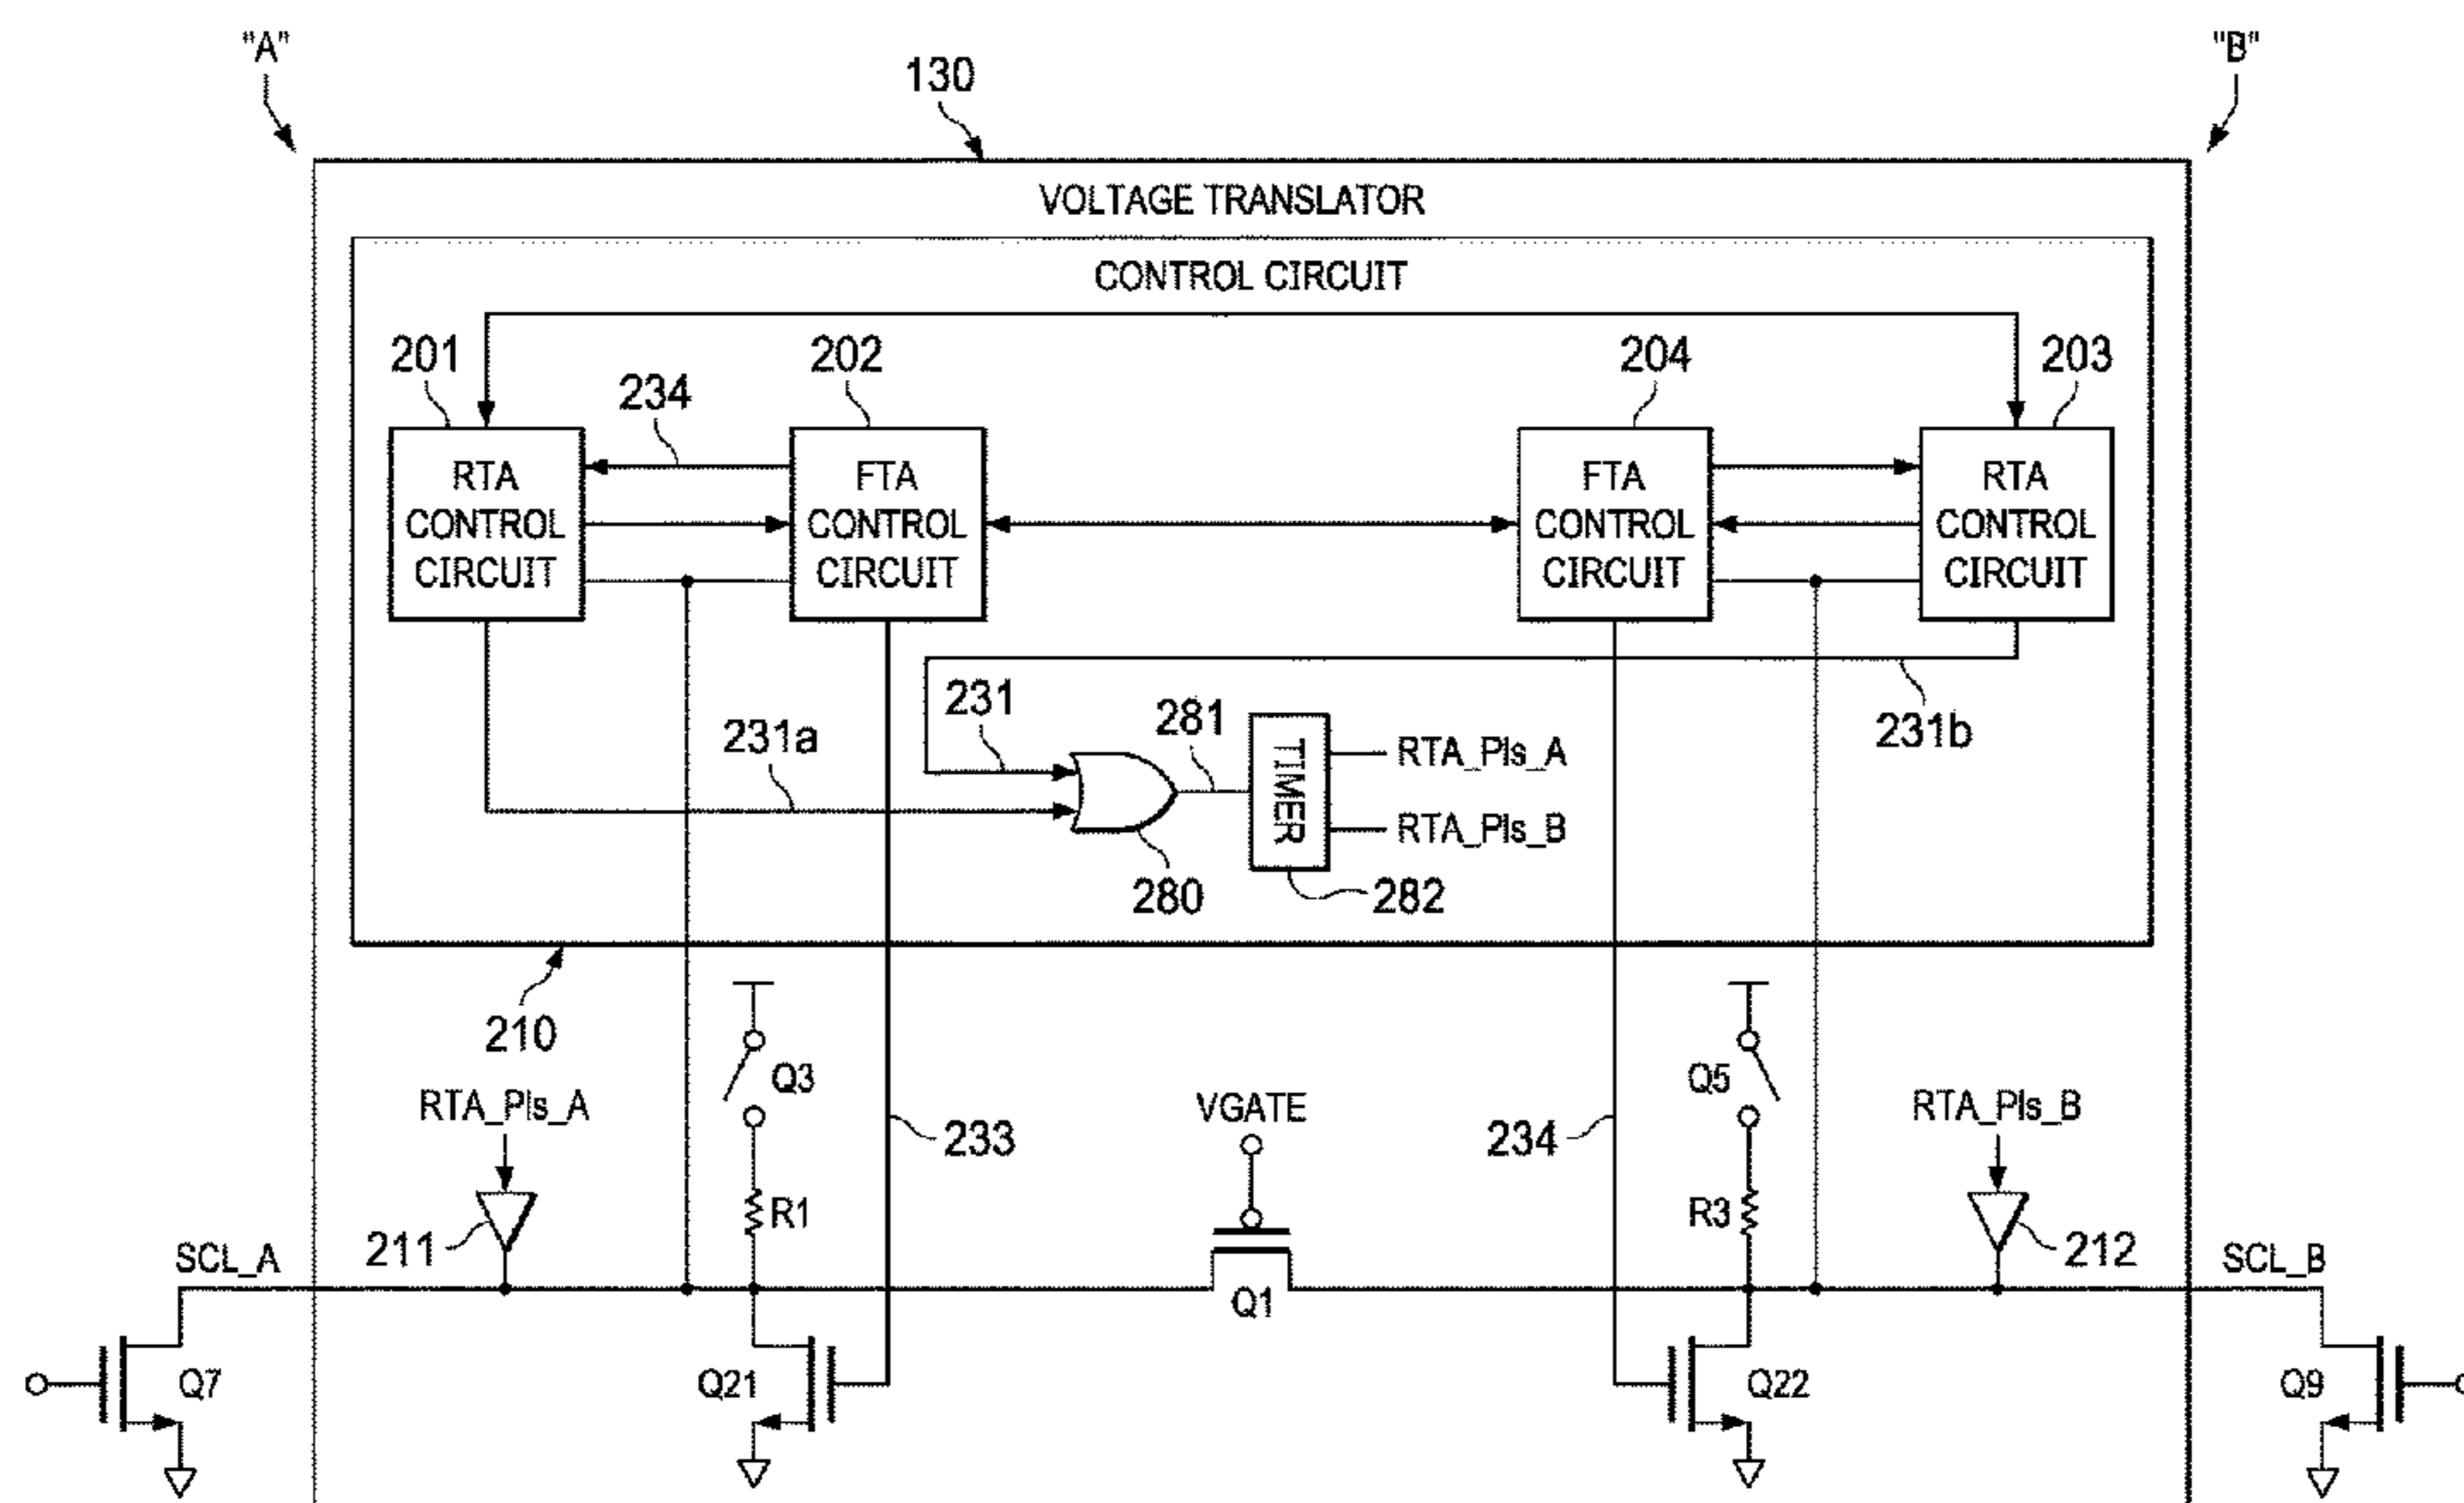 "A"
"B"
130
VOLTAGE TRANSLATOR
CONTROL CIRCUIT
201
234
202
204
203
RTA
CONTROL
CIRCUIT
FTA
CONTROL
CIRCUIT
FTA
CONTROL
CIRCUIT
RTA
CONTROL
CIRCUIT
231a
231
281
TIMER
RTA_Pls_A
RTA_Pls_B
231b
280
282
210
RTA_Pls_A
Q3
233
VGATE
234
Q5
RTA_Pls_B
R1
R3
211
212
SCL_A
SCL_B
Q1
Q7
Q21
Q22
Q9